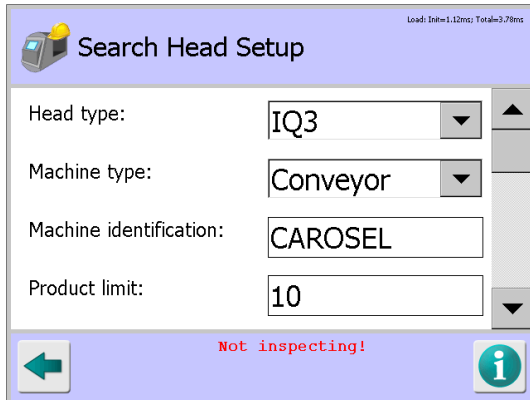 Load: Init=1.12ms; Total=3.78ms
Search Head Setup
Head type: IQ3
Machine type: Conveyor
Machine identification: CAROSEL
Product limit: 10
Not inspecting!